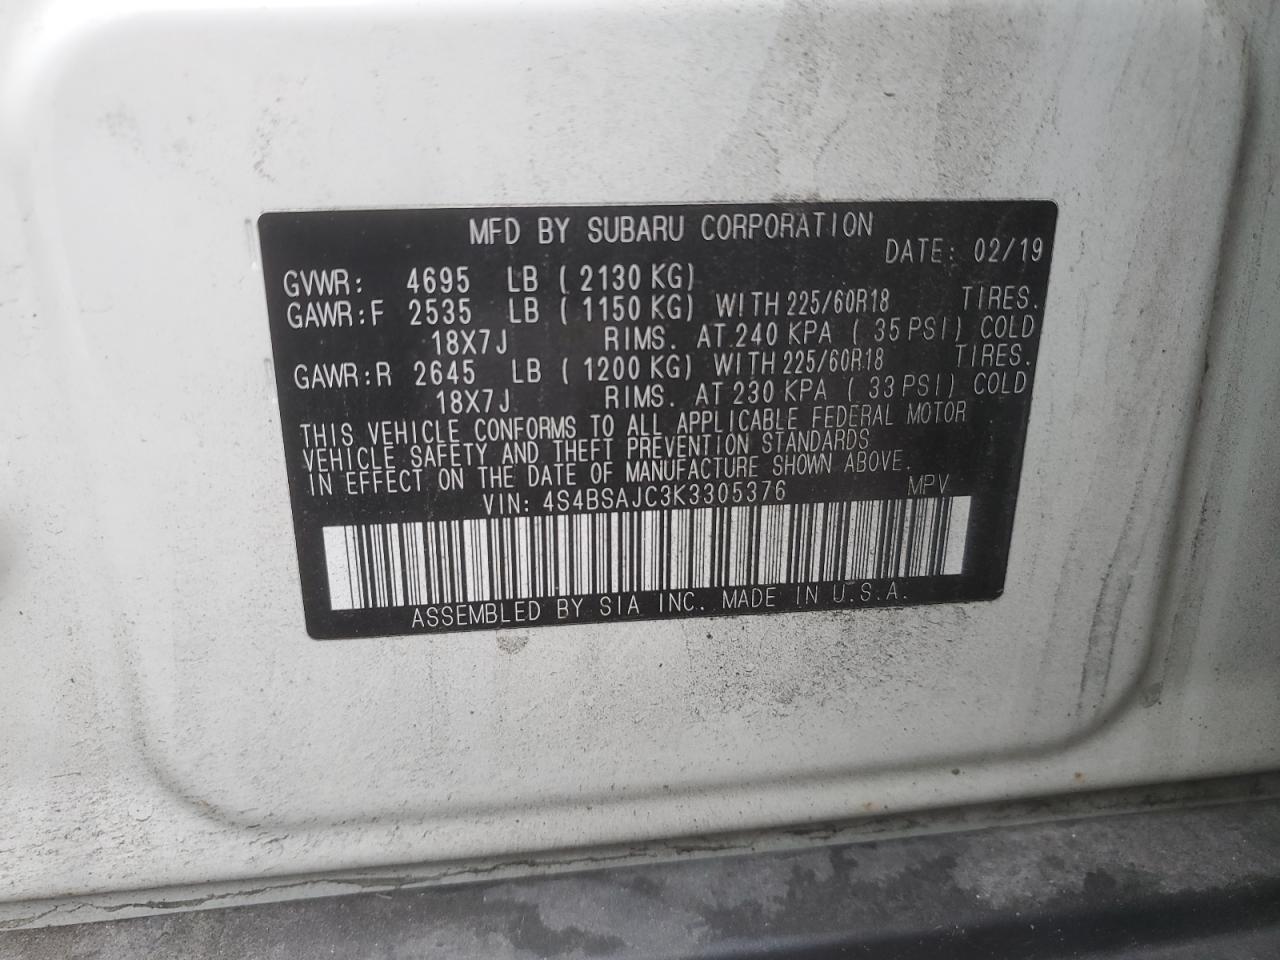 MFD BY SUBARU CORPORATION
DATE: 02/19
GVWR: 4695 LB ( 2130 KG)
GAWR:F 2535 LB ( 1150 KG) WITH 225/60R18 TIRES.
18X7J RIMS. AT 240 KPA ( 35 PSI) COLD
GAWR:R 2645 LB ( 1200 KG) WITH 225/60R18 TIRES.
18X7J RIMS. AT 230 KPA ( 33 PSI) COLD
THIS VEHICLE CONFORMS TO ALL APPLICABLE FEDERAL MOTOR
VEHICLE SAFETY AND THEFT PREVENTION STANDARDS
IN EFFECT ON THE DATE OF MANUFACTURE SHOWN ABOVE.
VIN: 4S4BSAJC3K3305376 MPV
ASSEMBLED BY SIA INC. MADE IN U.S.A.